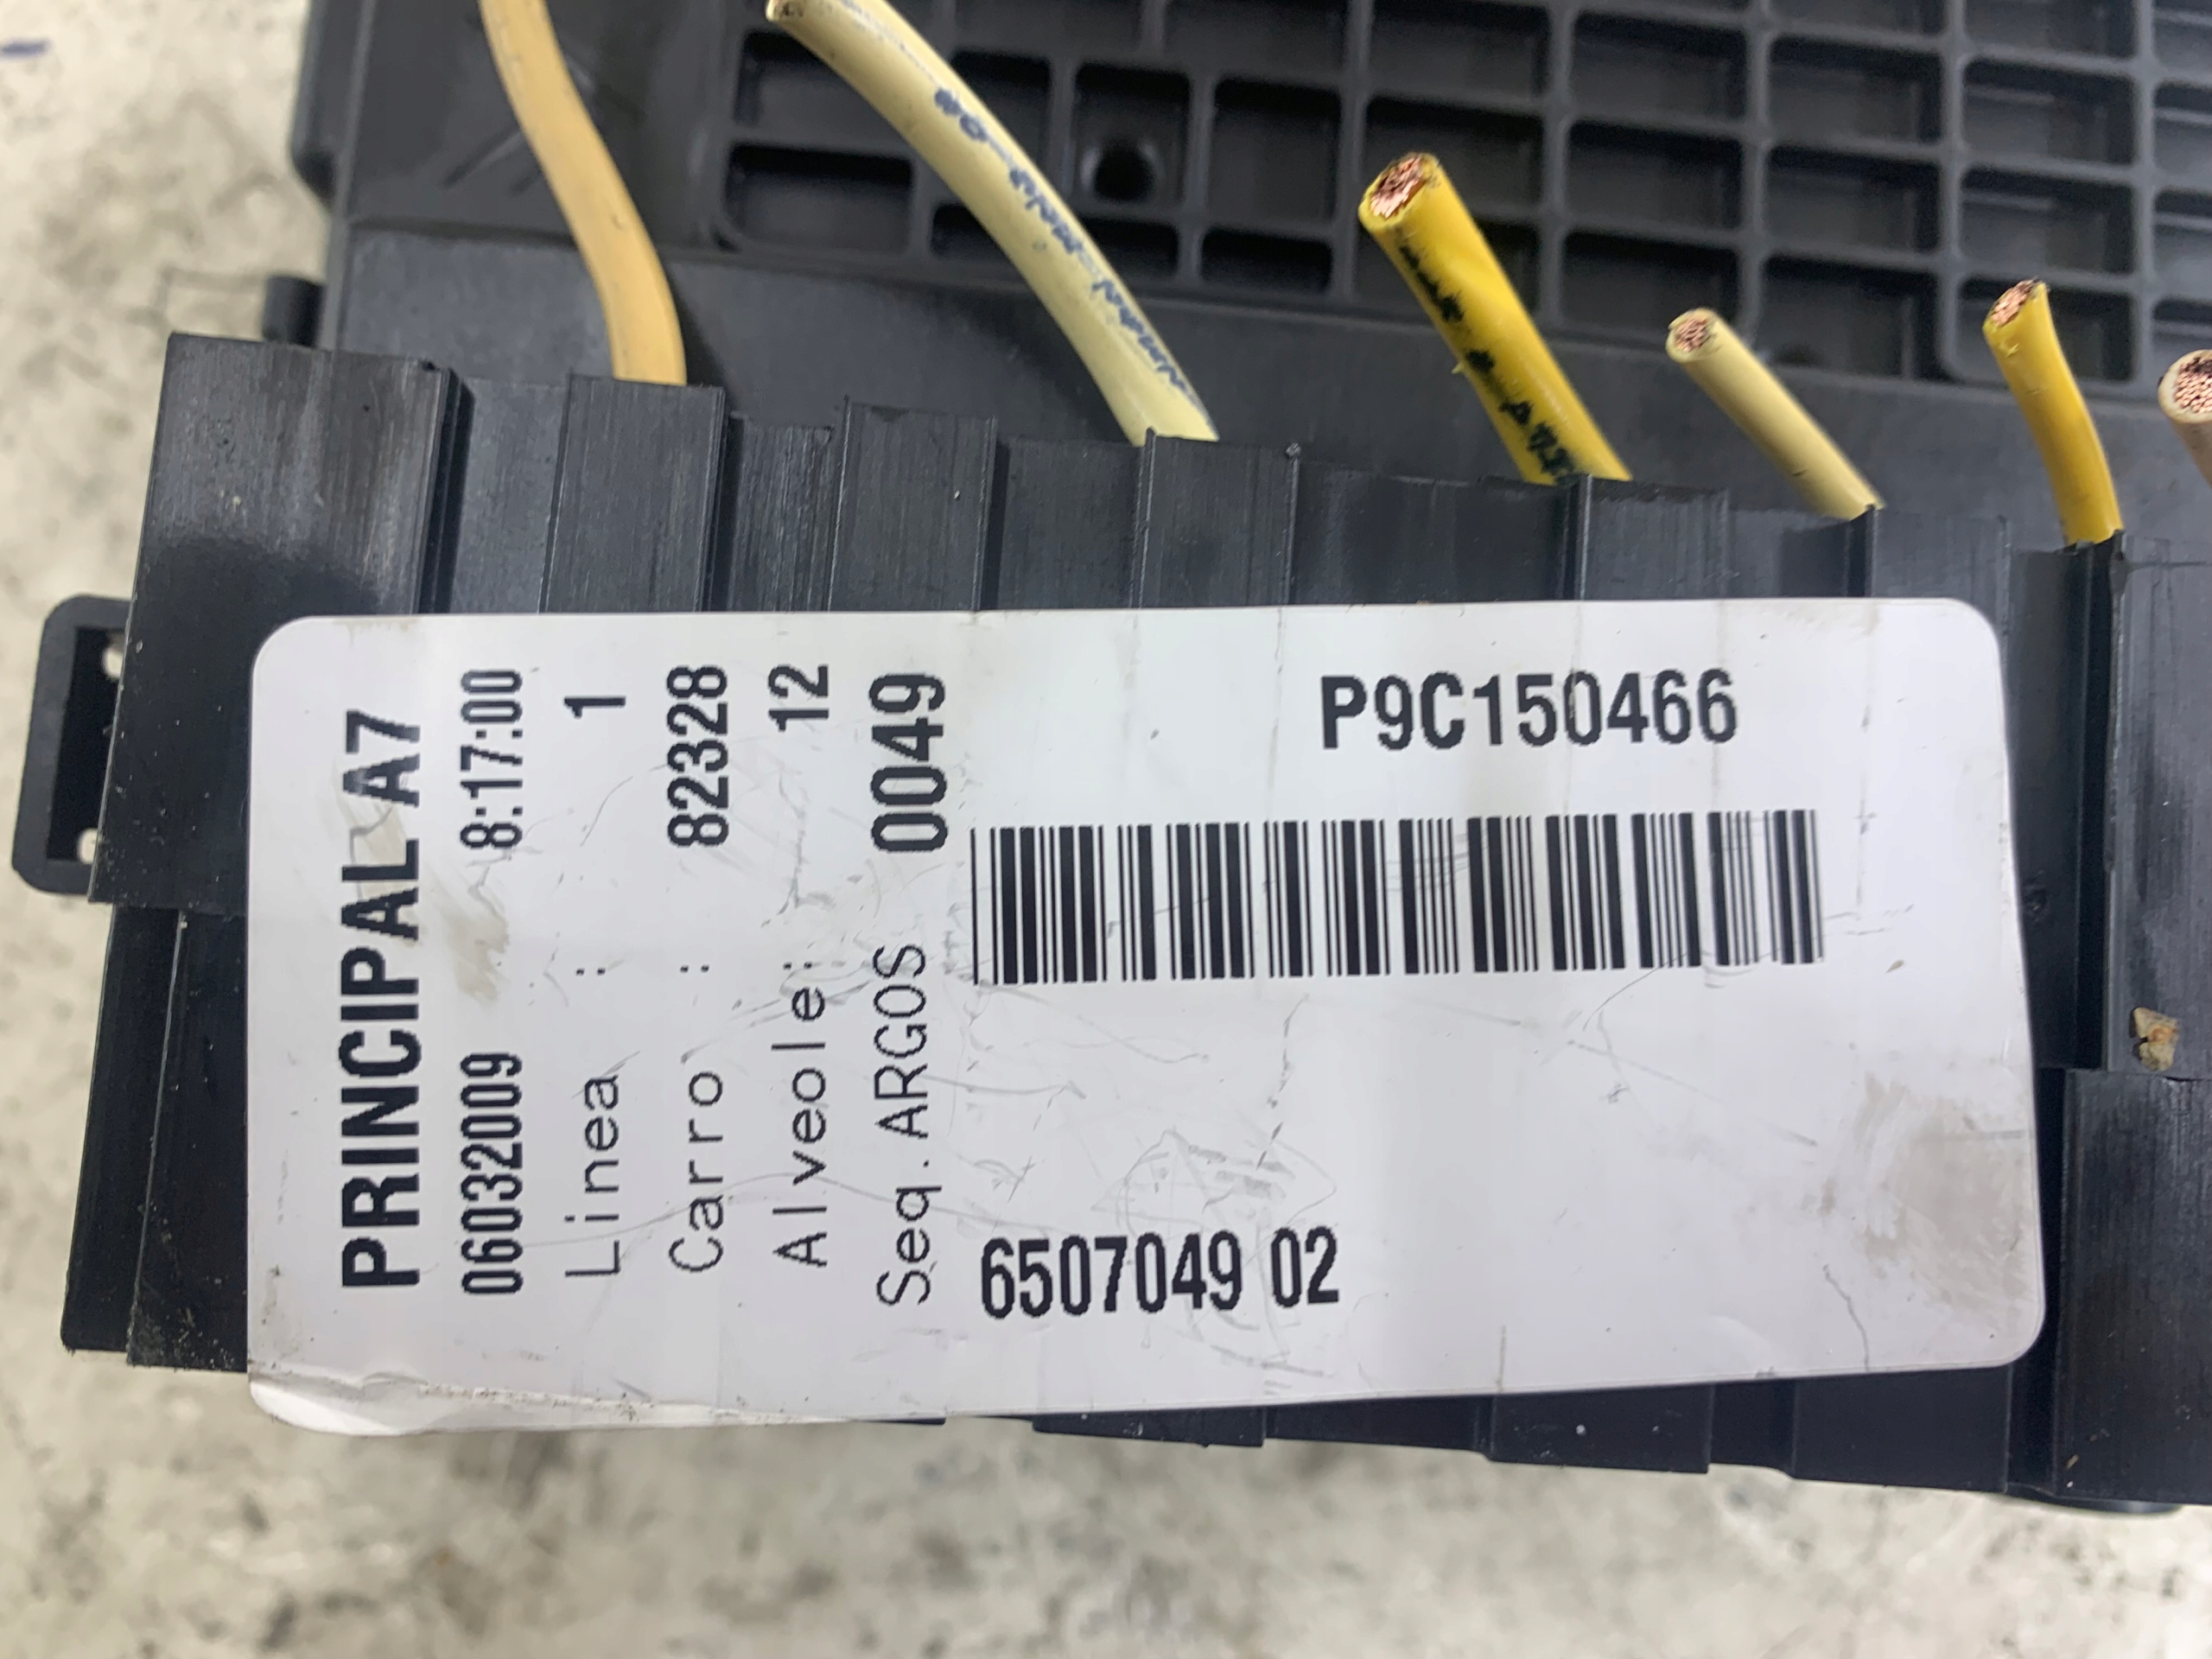 PRINCIPAL A7
06032009 8:17:00
Linea : 1
Carro : 82328
Alveole: 12
Seq.ARGOS 0049
P9C150466
6507049 02